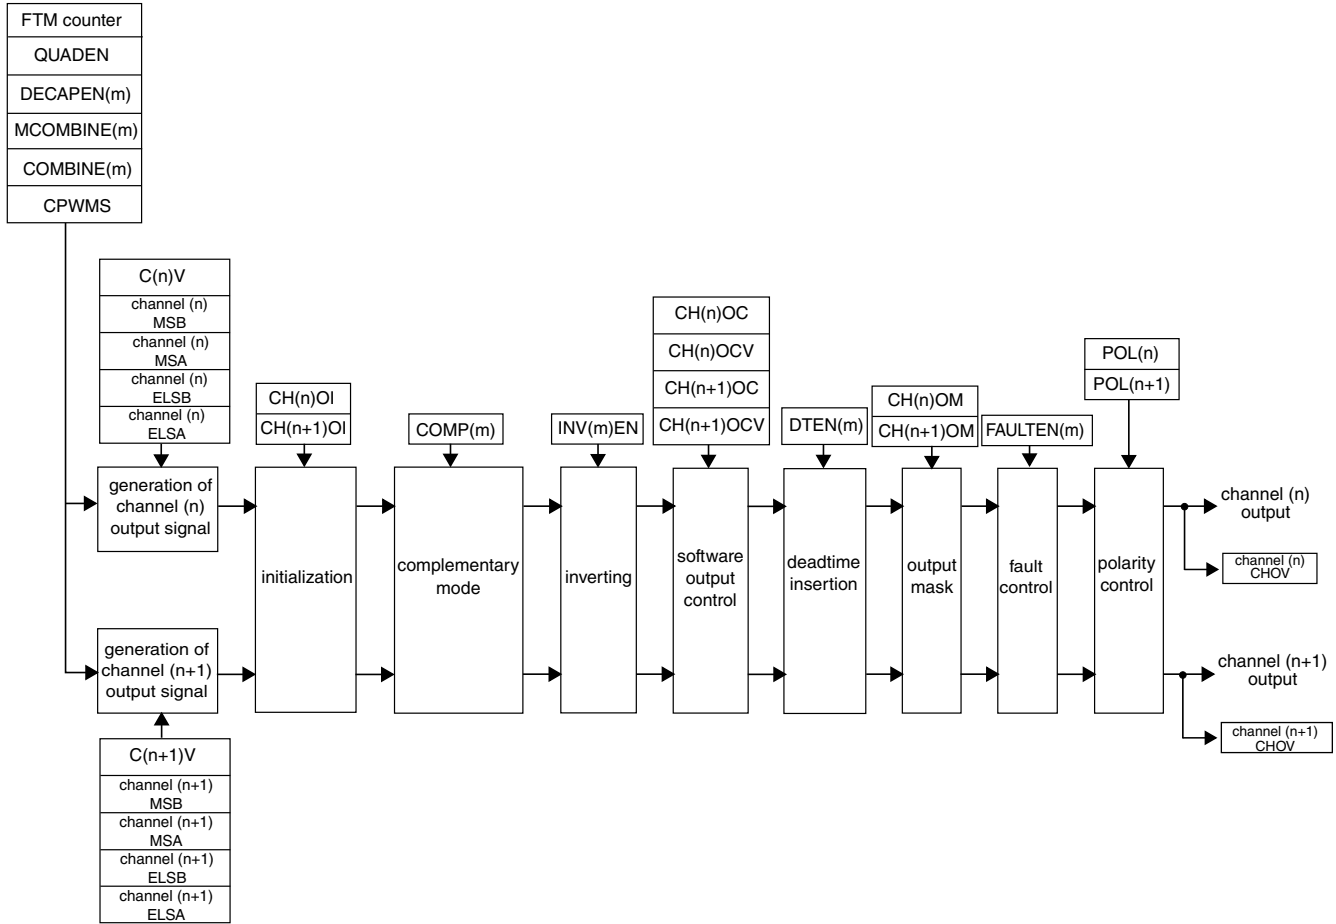 FTM counter
QUADEN
DECAPEN(m)
MCOMBINE(m)
COMBINE(m)
CPWMS
C(n)V
channel (n)
MSB
channel (n)
MSA
channel (n)
ELSB
channel (n)
ELSA
CH(n)OI
CH(n+1)OI
COMP(m)
INV(m)EN
CH(n)OC
CH(n)OCV
CH(n+1)OC
CH(n+1)OCV
DTEN(m)
CH(n)OM
CH(n+1)OM
FAULTEN(m)
POL(n)
POL(n+1)
generation of
channel (n)
output signal
initialization
complementary
mode
inverting
software
output
control
deadtime
insertion
output
mask
fault
control
polarity
control
channel (n)
output
channel (n)
CHOV
generation of
channel (n+1)
output signal
channel (n+1)
output
channel (n+1)
CHOV
C(n+1)V
channel (n+1)
MSB
channel (n+1)
MSA
channel (n+1)
ELSB
channel (n+1)
ELSA